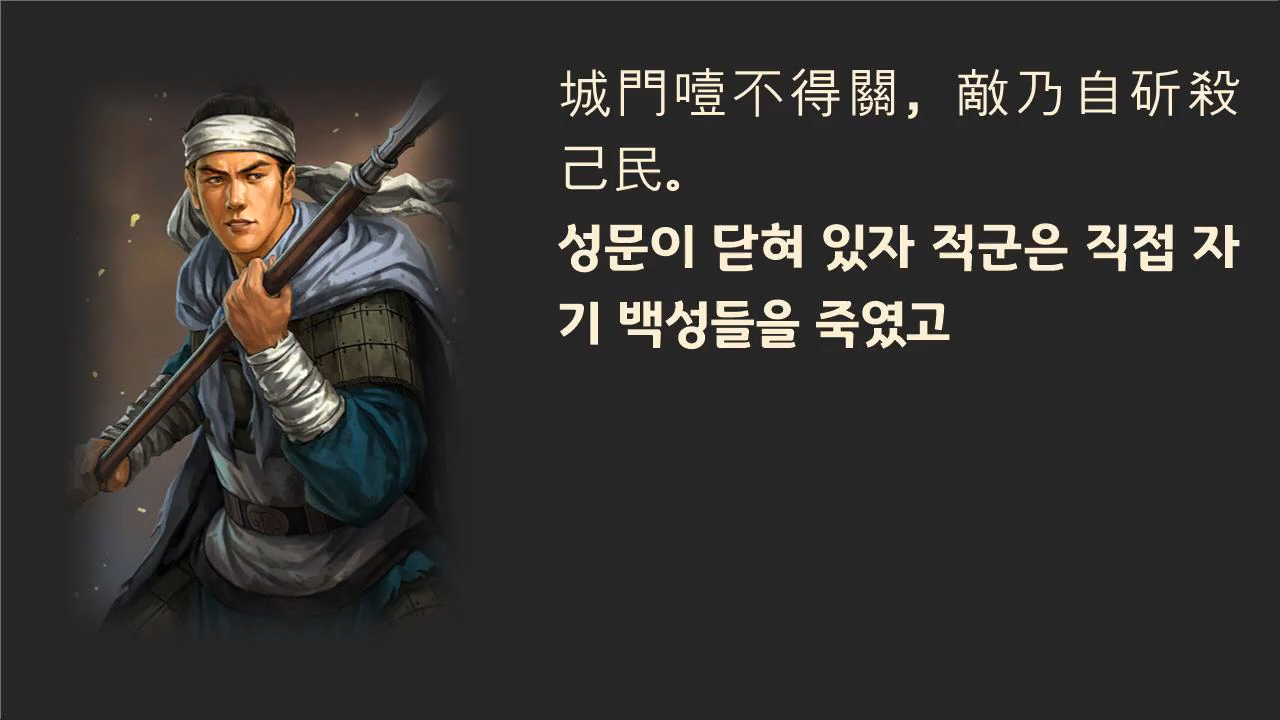 城門噎不得關，敵乃自斫殺
己民。
성문이 닫혀 있자 적군은 직접 자
기 백성들을 죽였고